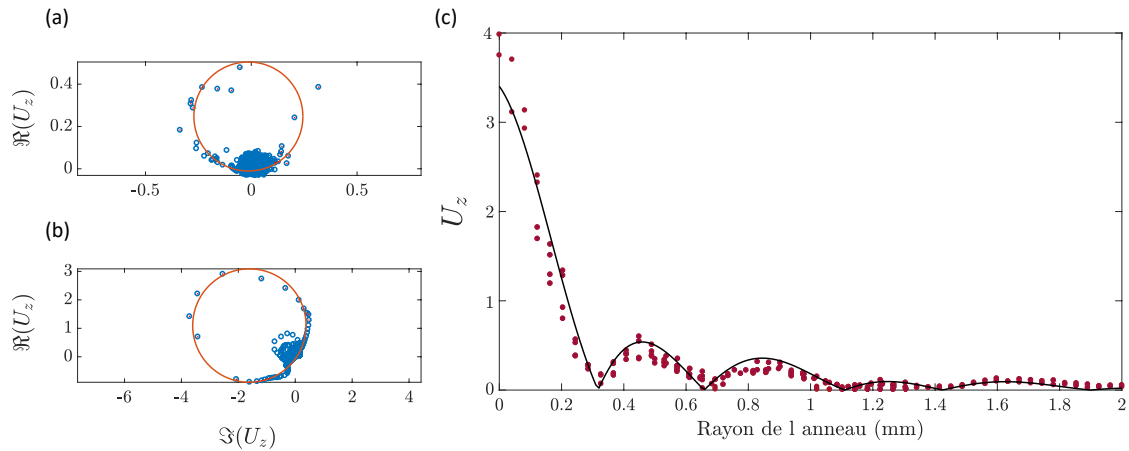 (a)
ℜ(U_z)
0.4
0.2
0
-0.5 0 0.5
(b)
ℜ(U_z)
3
2
1
0
-6 -4 -2 0 2 4
ℑ(U_z)
(c)
U_z
4
3
2
1
0
0 0.2 0.4 0.6 0.8 1 1.2 1.4 1.6 1.8 2
Rayon de l anneau (mm)